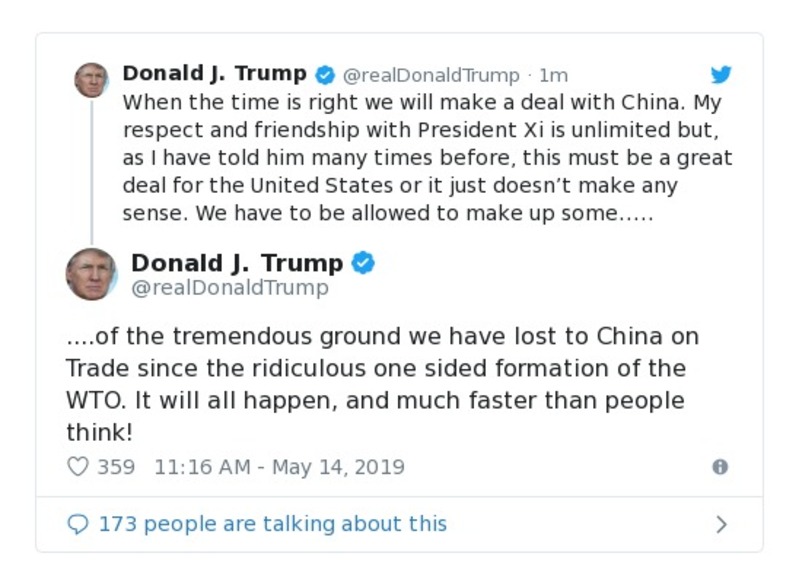 Donald J. Trump @realDonaldTrump · 1m
When the time is right we will make a deal with China. My
respect and friendship with President Xi is unlimited but,
as I have told him many times before, this must be a great
deal for the United States or it just doesn’t make any
sense. We have to be allowed to make up some…..
Donald J. Trump
@realDonaldTrump
....of the tremendous ground we have lost to China on
Trade since the ridiculous one sided formation of the
WTO. It will all happen, and much faster than people
think!
359 11:16 AM - May 14, 2019
173 people are talking about this